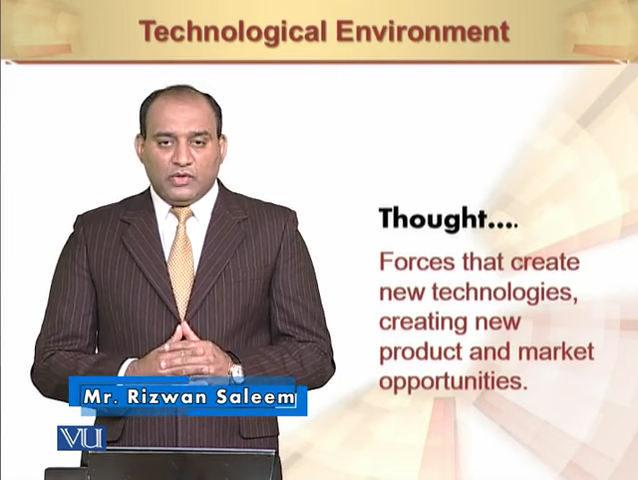 Technological Environment
Thought....
Forces that create
new technologies,
creating new
product and market
opportunities.
Mr. Rizwan Saleem
VU